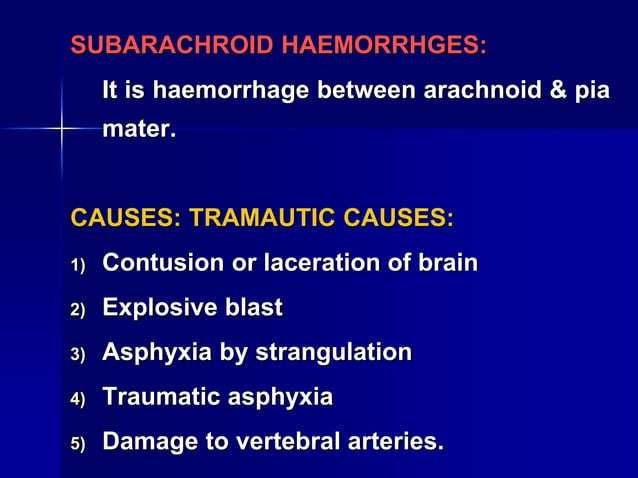 SUBARACHROID HAEMORRHGES:
It is haemorrhage between arachnoid & pia
mater.
CAUSES: TRAMAUTIC CAUSES:
1) Contusion or laceration of brain
2) Explosive blast
3) Asphyxia by strangulation
4) Traumatic asphyxia
5) Damage to vertebral arteries.